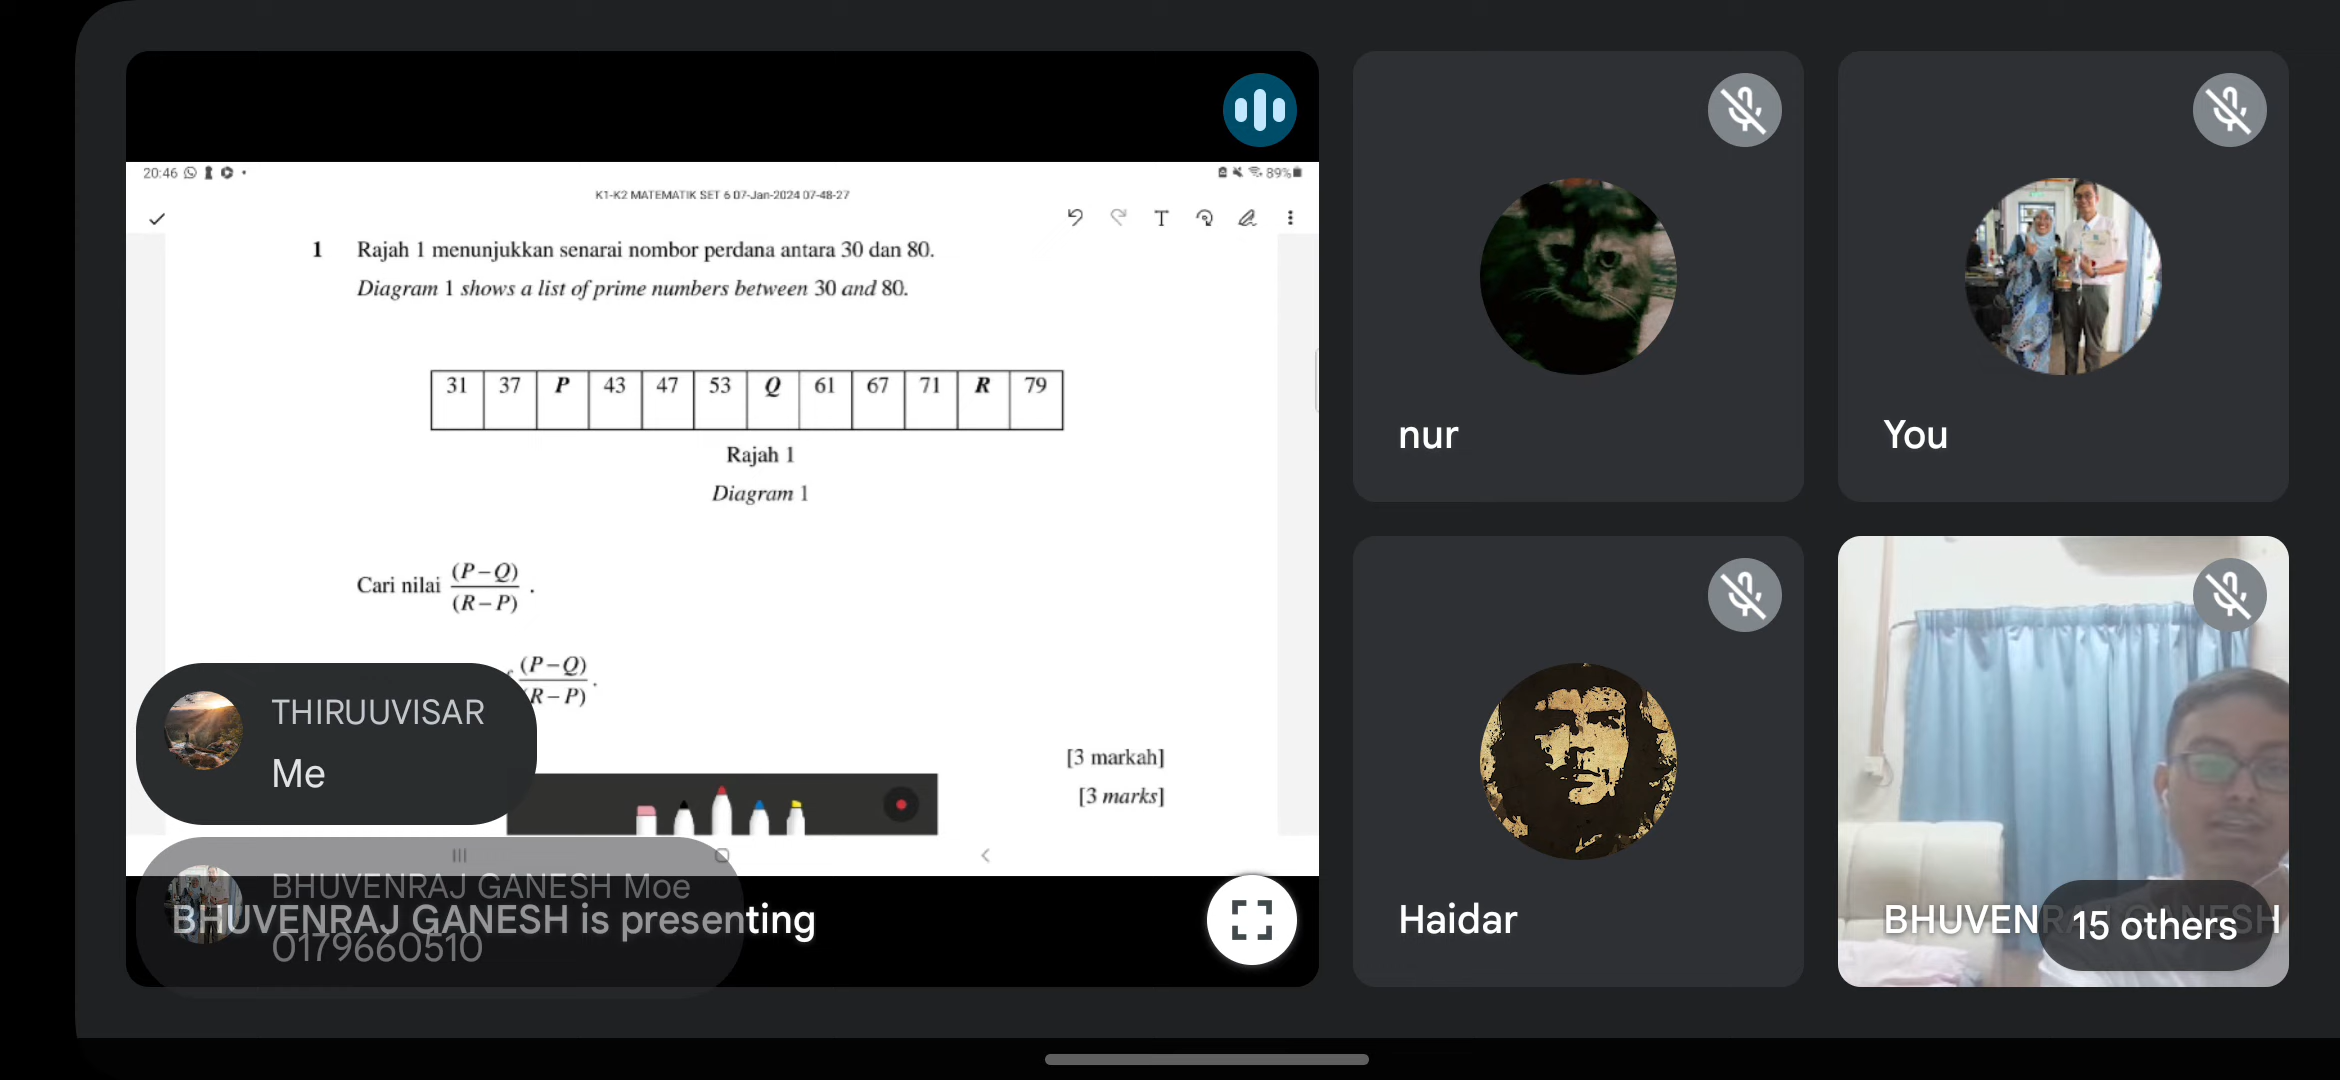 20:46
89%
K1-K2 MATEMATIK SET 6 07-Jan-2024 07-48-27
T
1 Rajah 1 menunjukkan senarai nombor perdana antara 30 dan 80.
Diagram 1 shows a list of prime numbers between 30 and 80.
31 37 P 43 47 53 Q 61 67 71 R 79
Rajah 1
Diagram 1
Cari nilai (P – Q) / (R – P) .
(P – Q) / (R – P) .
[3 markah]
[3 marks]
THIRUUVISAR
Me
BHUVENRAJ GANESH Moe
0179660510
BHUVENRAJ GANESH is presenting
nur
You
Haidar
BHUVENRAJ GANESH
15 others